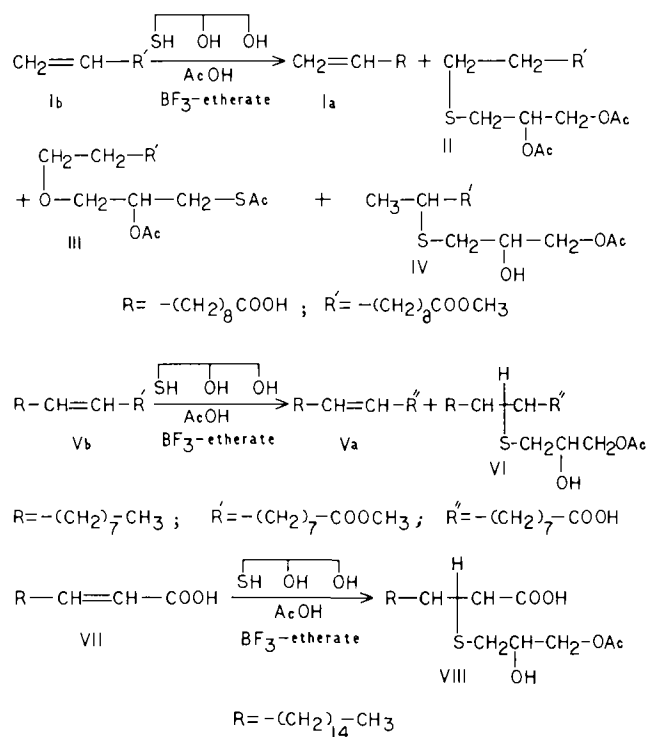 SH OH OH
CH2=CH-R' AcOH BF3-etherate CH2=CH-R + CH2-CH2-R'
Ib Ia
S-CH2-CH-CH2-OAc
II OAc
CH2-CH2-R'
+ O-CH2-CH-CH2-SAc + CH3-CH-R'
OAc S-CH2-CH-CH2-OAc
III IV OH
R= -(CH2)8COOH ; R'= -(CH2)8COOCH3
SH OH OH H
R-CH=CH-R' AcOH BF3-etherate R-CH=CH-R'' + R-CH-CH-R''
Vb Va S-CH2CH-CH2OAc
VI OH
R=-(CH2)7-CH3 ; R'=-(CH2)7-COOCH3; R''=-(CH2)7-COOH
SH OH OH H
R-CH=CH-COOH AcOH BF3-etherate R-CH-CH-COOH
VII S-CH2CH-CH2-OAc
VIII OH
R=-(CH2)14-CH3